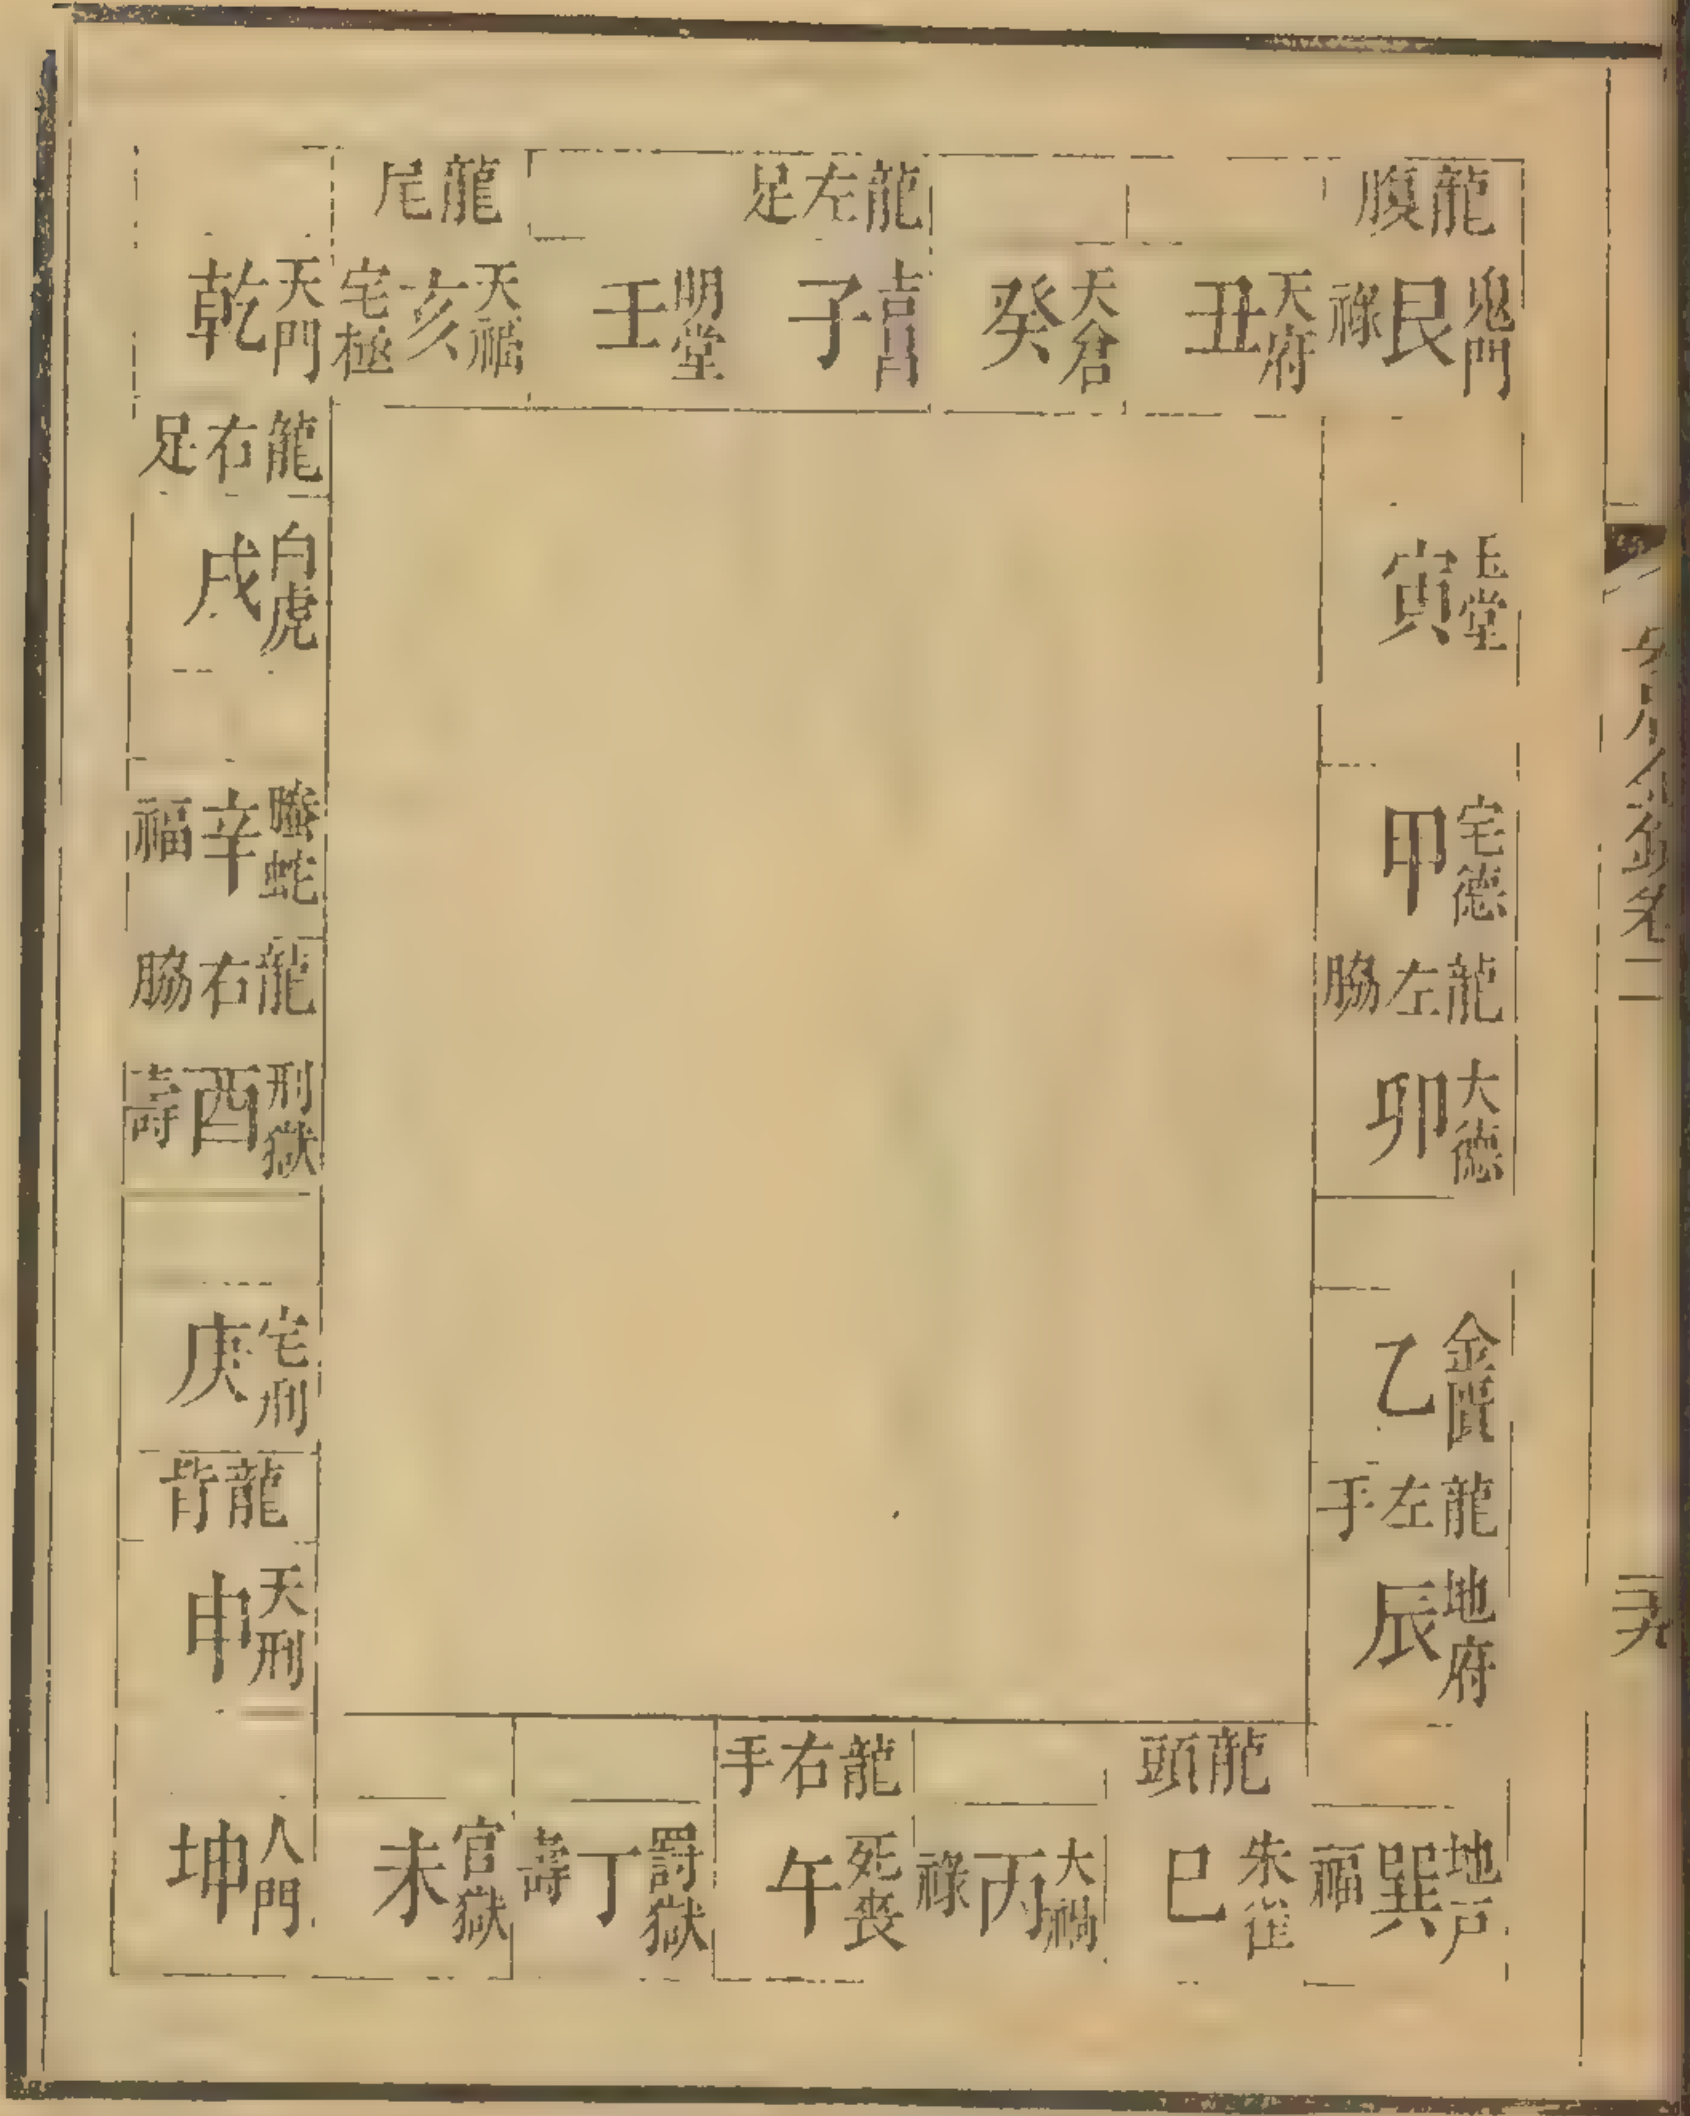 龍腹
鬼門艮祿
天府丑
天倉癸
龍左足
吉昌子
明堂壬
龍尾
天福亥宅極
天門乾
龍右足
白虎戌
螣蛇辛福
龍右脇
刑獄酉壽
宅刑庚
龍背
天刑申
人門坤
玉堂寅
宅德甲
龍左脇
大德卯
金匱乙
龍左手
地府辰
地戶巽福
龍頭
朱雀巳
大禍丙祿
龍右手
死喪午
罰獄丁壽
官獄未
二